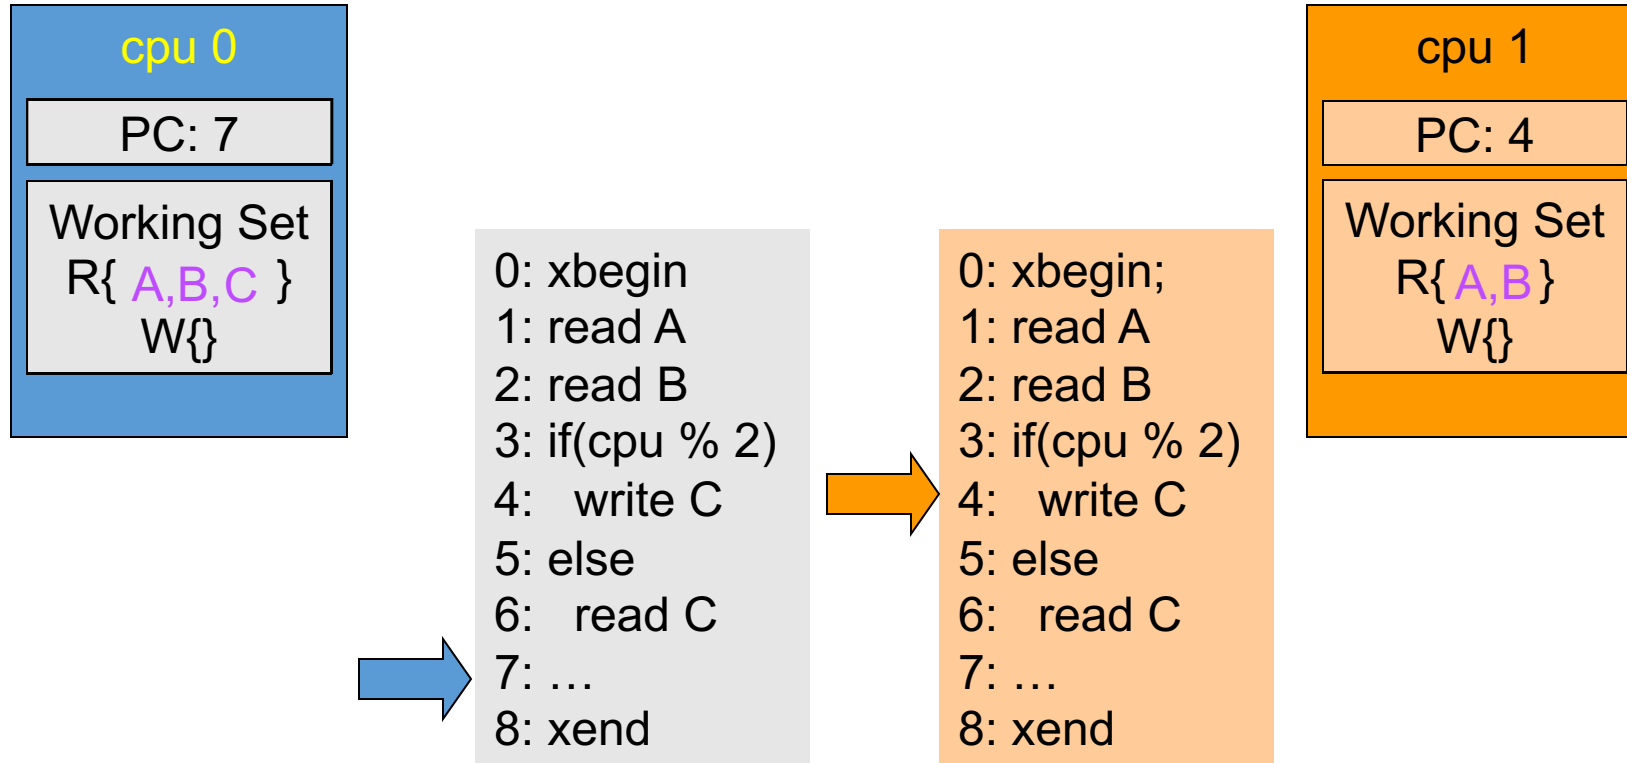 cpu 0
PC: 7
Working Set
R{ A,B,C }
W{}
0: xbegin
1: read A
2: read B
3: if(cpu % 2)
4: write C
5: else
6: read C
7: …
8: xend
0: xbegin;
1: read A
2: read B
3: if(cpu % 2)
4: write C
5: else
6: read C
7: …
8: xend
cpu 1
PC: 4
Working Set
R{ A,B }
W{}